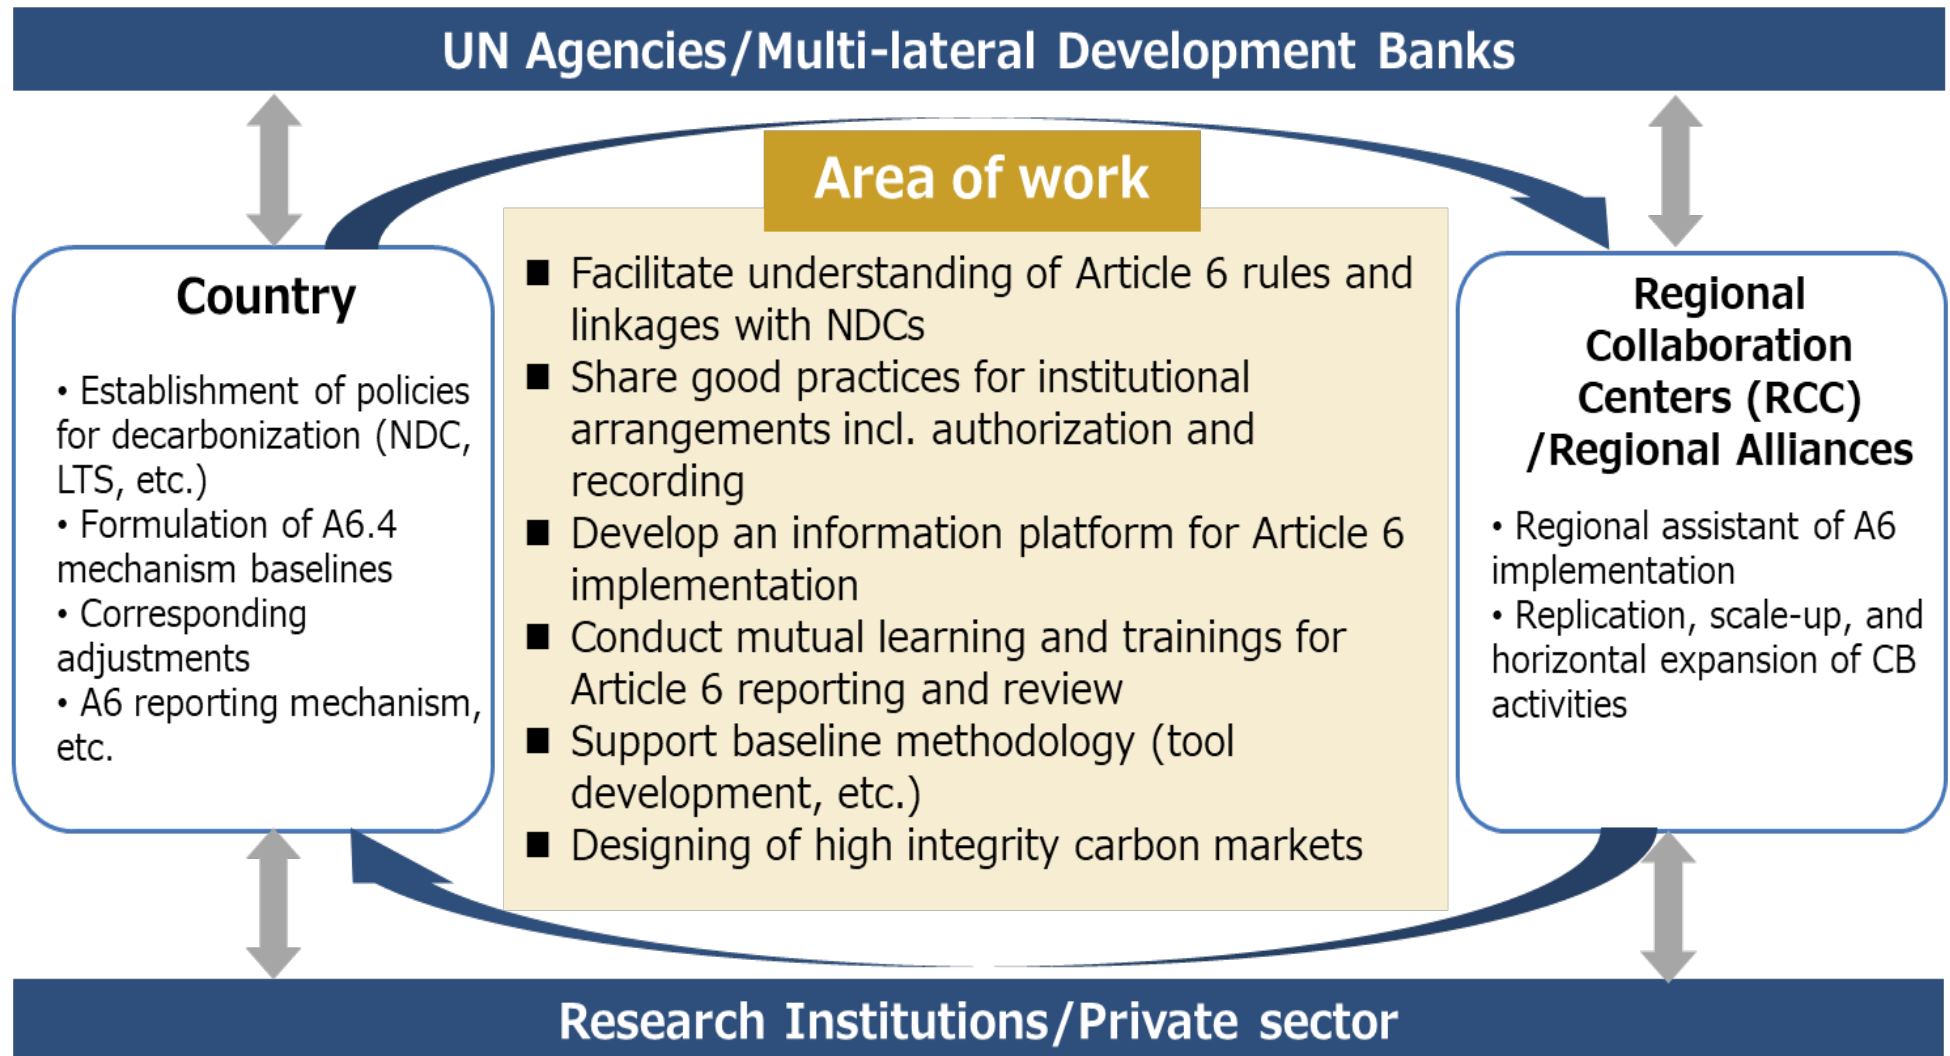 UN Agencies/Multi-lateral Development Banks
Area of work
Country
• Establishment of policies
for decarbonization (NDC,
LTS, etc.)
• Formulation of A6.4
mechanism baselines
• Corresponding
adjustments
• A6 reporting mechanism,
etc.
■ Facilitate understanding of Article 6 rules and
linkages with NDCs
■ Share good practices for institutional
arrangements incl. authorization and
recording
■ Develop an information platform for Article 6
implementation
■ Conduct mutual learning and trainings for
Article 6 reporting and review
■ Support baseline methodology (tool
development, etc.)
■ Designing of high integrity carbon markets
Regional
Collaboration
Centers (RCC)
/Regional Alliances
• Regional assistant of A6
implementation
• Replication, scale-up, and
horizontal expansion of CB
activities
Research Institutions/Private sector